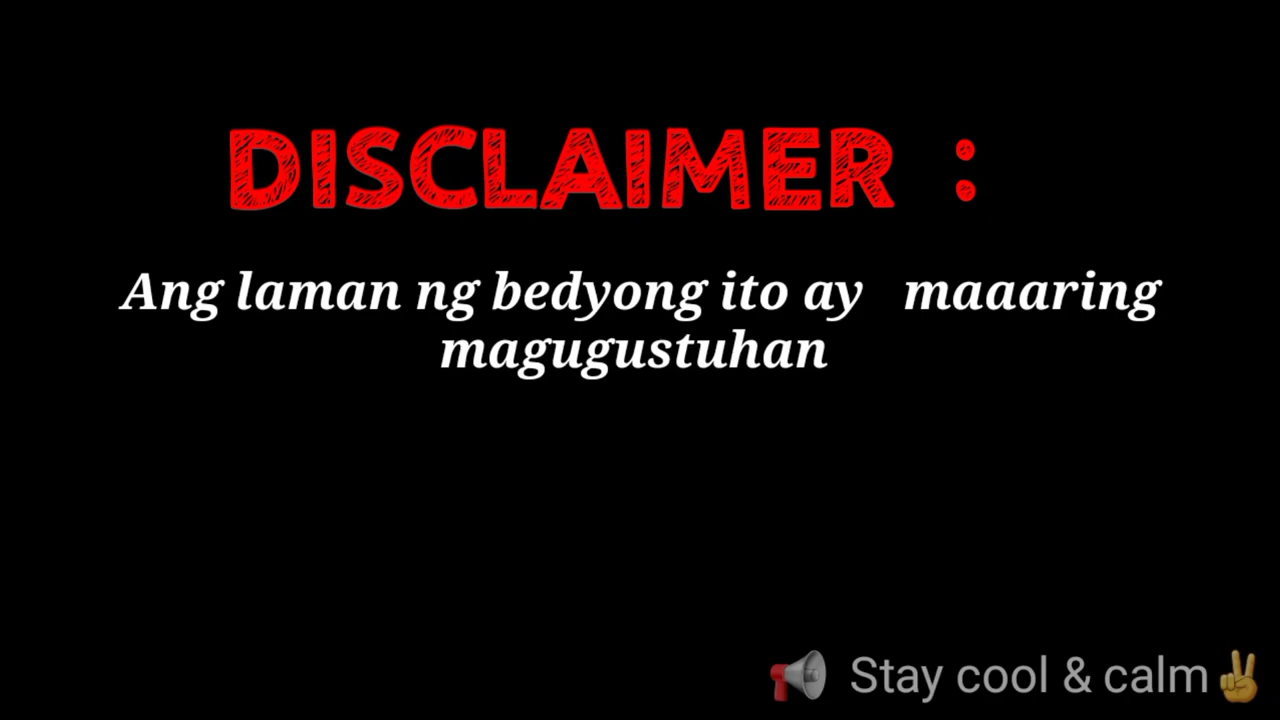 DISCLAIMER :
Ang laman ng bedyong ito ay maaaring
magugustuhan
📢 Stay cool & calm✌